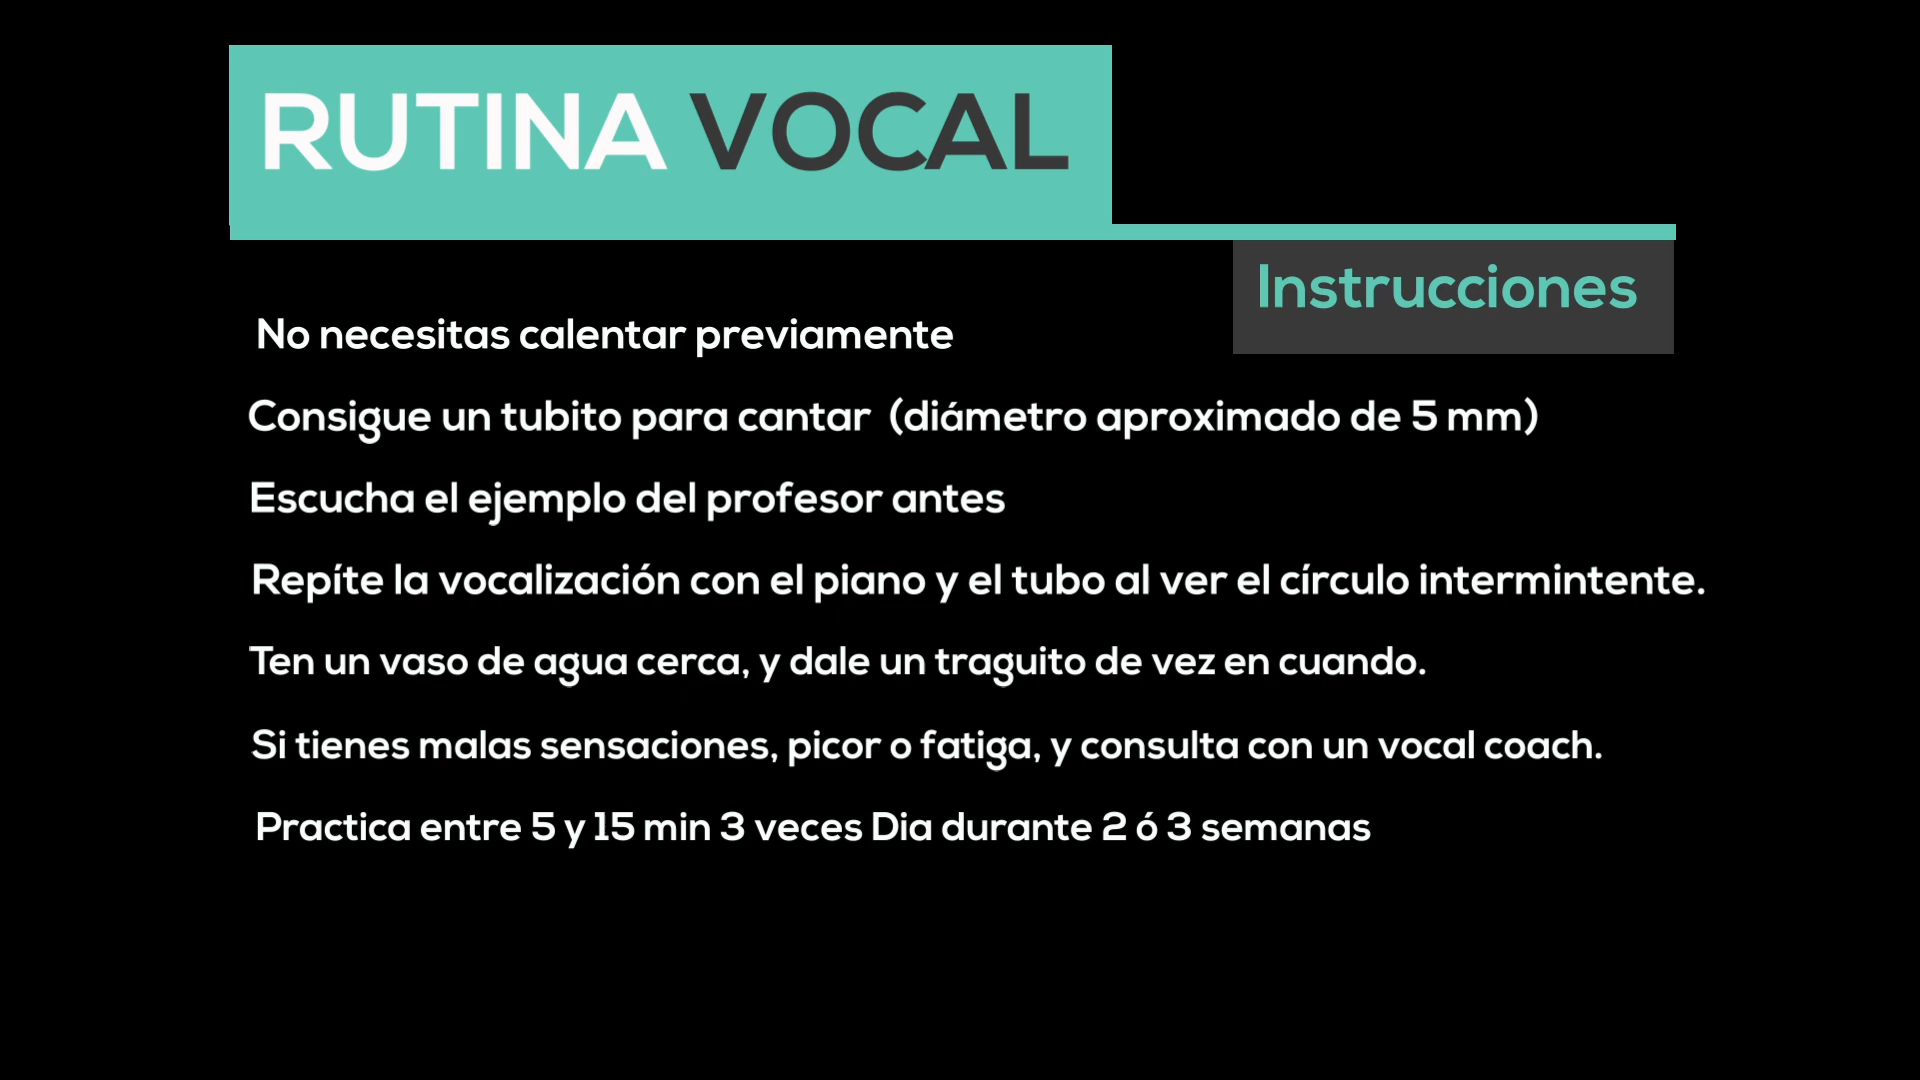 RUTINA VOCAL
Instrucciones
No necesitas calentar previamente
Consigue un tubito para cantar (diámetro aproximado de 5 mm)
Escucha el ejemplo del profesor antes
Repíte la vocalización con el piano y el tubo al ver el círculo intermintente.
Ten un vaso de agua cerca, y dale un traguito de vez en cuando.
Si tienes malas sensaciones, picor o fatiga, y consulta con un vocal coach.
Practica entre 5 y 15 min 3 veces Dia durante 2 ó 3 semanas